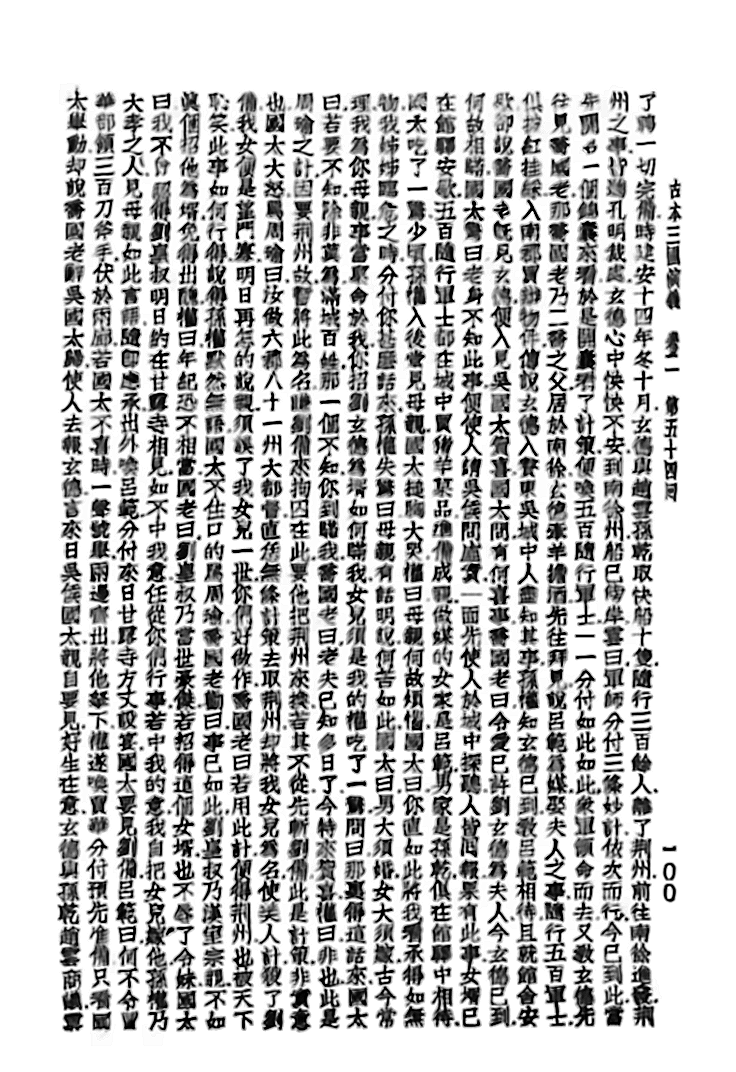 古本三國演義 卷二 第五十四回
一〇〇
了聘一切完備時建安十四年冬十月玄德與趙雲孫乾取快船十隻隨行三百餘人離了荆州前往南徐進發荆
州之事皆聽孔明裁處玄德心中怏怏不安到南徐州船已傍岸雲曰軍師分付三條妙計依次而行今已到此當
先開第一個錦囊來看於是開囊看了計策便喚五百隨行軍士一一分付如此如此衆軍領命而去又教玄德先
往見喬國老那喬國老乃二喬之父居於南徐玄德牽羊擔酒先往拜見說呂範爲媒娶夫人之事隨行五百軍士
俱披紅挂綵入南郡買辦物件傳說玄德入贅東吳城中人盡知其事孫權知玄德已到敎呂範相待且就館舍安
歇卻說喬國老旣見玄德便入見吳國太賀喜國太問有何喜事喬國老曰令愛已許劉玄德爲夫人今玄德已到
何故相瞞國太驚曰老身不知此事便使人請吳侯問虛實一面先使人於城中探聽人皆回報果有此事女壻已
在館驛安歇五百隨行軍士都在城中買猪羊菓品準備成親做媒的女家是呂範男家是孫乾俱在館驛中相待
國太吃了一驚少頃孫權入後堂見母親國太搥胸大哭權曰母親何故煩惱國太曰你直如此將我看承得如無
物我姊姊臨危之時分付你甚麽話來孫權失驚曰母親有話明說何苦如此國太曰男大須婚女大須嫁古今常
理我爲你母親事當稟命於我你招劉玄德爲壻如何瞞我女兒須是我的權吃了一驚問曰那裏得這話來國太
曰若要不知除非莫爲滿城百姓那一個不知你到瞞我喬國老曰老夫已知多日了今特來賀喜權曰非也此是
周瑜之計因要荆州故暫將此爲名賺劉備來拘囚在此要他把荆州來換若其不從先斬劉備此是計策非實意
也國太大怒駡周瑜曰汝做六郡八十一州大都督直恁無條計策去取荆州却將我女兒爲名使美人計殺了劉
備我女便是望門寡明日再怎的說親須誤了我女兒一世你們好做作喬國老曰若用此計便得荆州也被天下
恥笑此事如何行得說得孫權默然無語國太不住口的駡周瑜喬國老勸曰事已如此劉皇叔乃漢室宗親不如
眞個招他爲壻免得出醜權曰年紀恐不相當國老曰劉皇叔乃當世豪傑若招得這個女壻也不辱了令妹國太
曰我不曾認得劉皇叔明日約在甘露寺相見如不中我意任從你們行事若中我的意我自把女兒嫁他孫權乃
大孝之人見母親如此言語隨卽應承出外喚呂範分付來日甘露寺方丈設宴國太要見劉備呂範曰何不令賈
華部領三百刀斧手伏於兩廊若國太不喜時一聲號舉兩邊齊出將他拏下權遂喚賈華分付預先准備只看國
太舉動却說喬國老辭吳國太歸使人去報玄德言來日吳侯國太親自要見好生在意玄德與孫乾趙雲商議雲